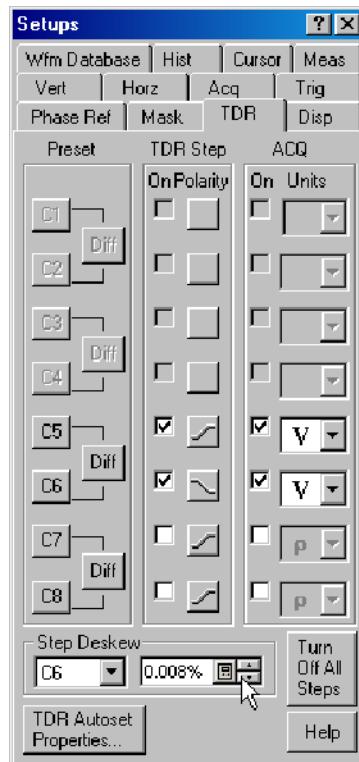 Setups
Wfm Database Hist Cursor Meas
Vert Horz Acq Trig
Phase Ref Mask TDR Disp
Preset TDR Step ACQ
On Polarity On Units
C1
Diff
C2
C3
Diff
C4
C5 V
Diff
C6 V
C7 ρ
Diff
C8 ρ
Step Deskew
C6 0.008%
Turn
Off All
Steps
TDR Autoset
Properties...
Help